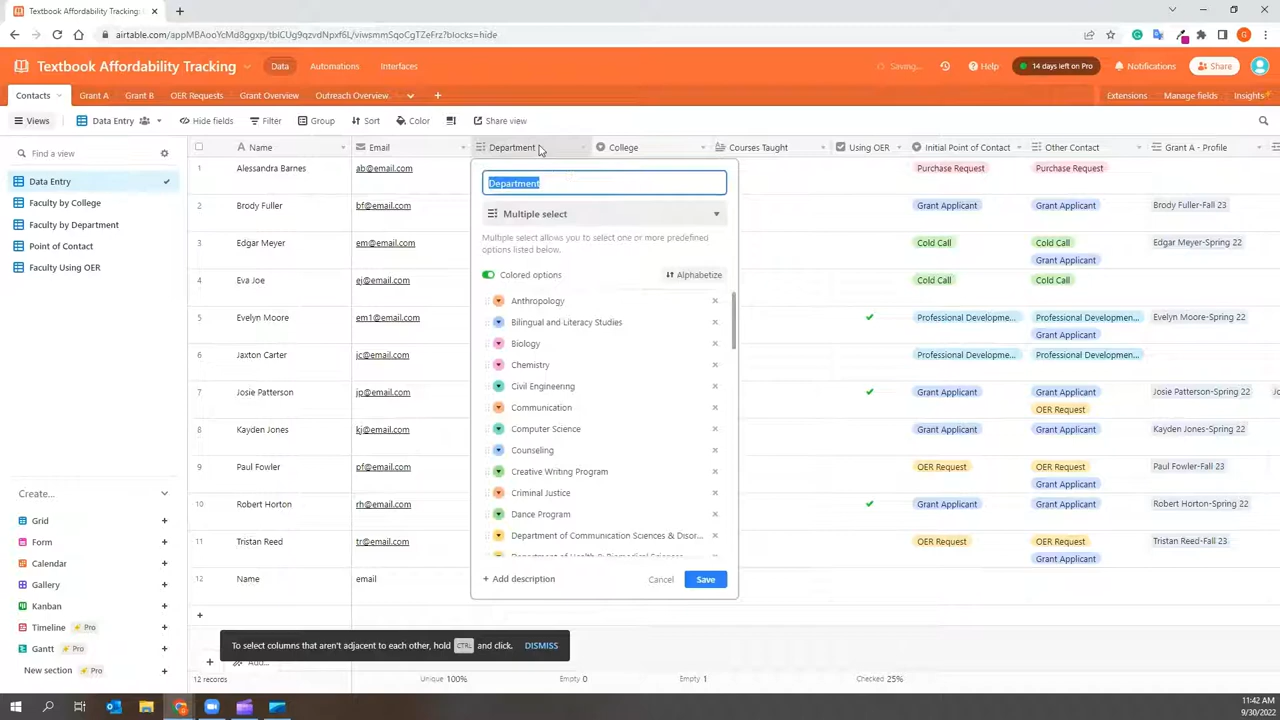 Textbook Affordability Tracking:
airtable.com/appMBAooYcMd8ggxp/tblCUg9qzvdNpxf6L/viwsmmSqoCgTZeFrz?blocks=hide
Textbook Affordability Tracking
Data
Automations
Interfaces
Saving...
Help
14 days left on Pro
Notifications
Share
Contacts
Grant A
Grant B
OER Requests
Grant Overview
Outreach Overview
Extensions
Manage fields
Insights
Views
Data Entry
Hide fields
Filter
Group
Sort
Color
Share view
Find a view
Data Entry
Faculty by College
Faculty by Department
Point of Contact
Faculty Using OER
Create...
Grid
Form
Calendar
Gallery
Kanban
Timeline Pro
Gantt Pro
New section Pro
Name Email Department College Courses Taught Using OER Initial Point of Contact Other Contact Grant A - Profile
1 Alessandra Barnes ab@email.com Purchase Request Purchase Request
2 Brody Fuller bf@email.com Grant Applicant Grant Applicant Brody Fuller-Fall 23
3 Edgar Meyer em@email.com Cold Call Cold Call Edgar Meyer-Spring 22
Grant Applicant
4 Eva Joe ej@email.com Cold Call Cold Call
5 Evelyn Moore em1@email.com Professional Developme... Professional Developmen... Evelyn Moore-Spring 22
Grant Applicant
6 Jaxton Carter jc@email.com Professional Developme... Professional Developmen...
7 Josie Patterson jp@email.com Grant Applicant Grant Applicant Josie Patterson-Spring 22
OER Request
8 Kayden Jones kj@email.com Grant Applicant Grant Applicant Kayden Jones-Spring 22
9 Paul Fowler pf@email.com OER Request OER Request Paul Fowler-Fall 23
Grant Applicant
10 Robert Horton rh@email.com Grant Applicant Grant Applicant Robert Horton-Spring 22
11 Tristan Reed tr@email.com OER Request OER Request Tristan Reed-Fall 23
Grant Applicant
12 Name email
Department
Multiple select
Multiple select allows you to select one or more predefined
options listed below.
Colored options
Alphabetize
Anthropology
Bilingual and Literacy Studies
Biology
Chemistry
Civil Engineering
Communication
Computer Science
Counseling
Creative Writing Program
Criminal Justice
Dance Program
Department of Communication Sciences & Disor...
Department of Health & Biomedical Sciences
+ Add description
Cancel
Save
To select columns that aren't adjacent to each other, hold CTRL and click. DISMISS
Add...
12 records
Unique 100%
Empty 0
Empty 1
Checked 25%
11:42 AM
9/30/2022